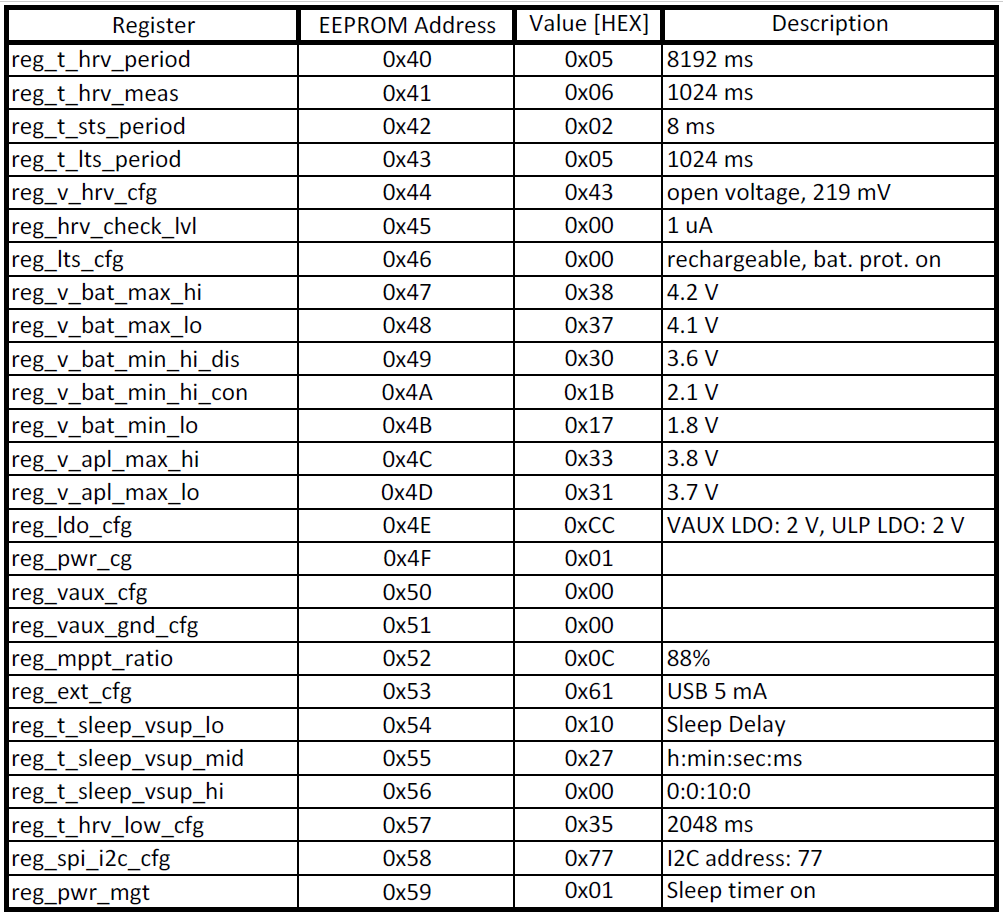 Register EEPROM Address Value [HEX] Description
reg_t_hrv_period 0x40 0x05 8192 ms
reg_t_hrv_meas 0x41 0x06 1024 ms
reg_t_sts_period 0x42 0x02 8 ms
reg_t_lts_period 0x43 0x05 1024 ms
reg_v_hrv_cfg 0x44 0x43 open voltage, 219 mV
reg_hrv_check_lvl 0x45 0x00 1 uA
reg_lts_cfg 0x46 0x00 rechargeable, bat. prot. on
reg_v_bat_max_hi 0x47 0x38 4.2 V
reg_v_bat_max_lo 0x48 0x37 4.1 V
reg_v_bat_min_hi_dis 0x49 0x30 3.6 V
reg_v_bat_min_hi_con 0x4A 0x1B 2.1 V
reg_v_bat_min_lo 0x4B 0x17 1.8 V
reg_v_apl_max_hi 0x4C 0x33 3.8 V
reg_v_apl_max_lo 0x4D 0x31 3.7 V
reg_ldo_cfg 0x4E 0xCC VAUX LDO: 2 V, ULP LDO: 2 V
reg_pwr_cg 0x4F 0x01
reg_vaux_cfg 0x50 0x00
reg_vaux_gnd_cfg 0x51 0x00
reg_mppt_ratio 0x52 0x0C 88%
reg_ext_cfg 0x53 0x61 USB 5 mA
reg_t_sleep_vsup_lo 0x54 0x10 Sleep Delay
reg_t_sleep_vsup_mid 0x55 0x27 h:min:sec:ms
reg_t_sleep_vsup_hi 0x56 0x00 0:0:10:0
reg_t_hrv_low_cfg 0x57 0x35 2048 ms
reg_spi_i2c_cfg 0x58 0x77 I2C address: 77
reg_pwr_mgt 0x59 0x01 Sleep timer on